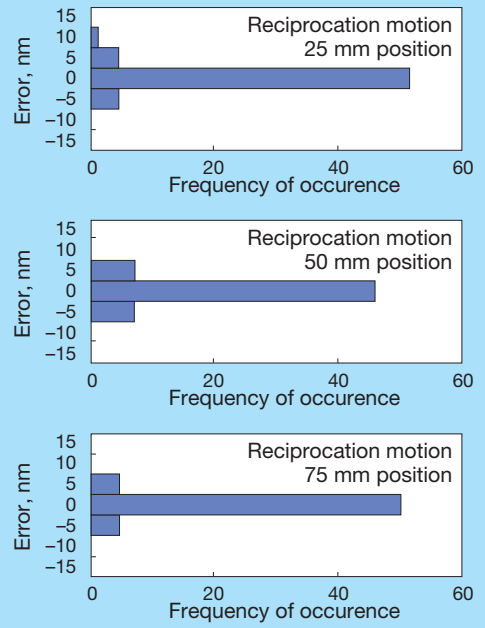 15
10
5
0
−5
−10
−15
Error, nm
Reciprocation motion
25 mm position
0 20 40 60
Frequency of occurence
15
10
5
0
−5
−10
−15
Error, nm
Reciprocation motion
50 mm position
0 20 40 60
Frequency of occurence
15
10
5
0
−5
−10
−15
Error, nm
Reciprocation motion
75 mm position
0 20 40 60
Frequency of occurence